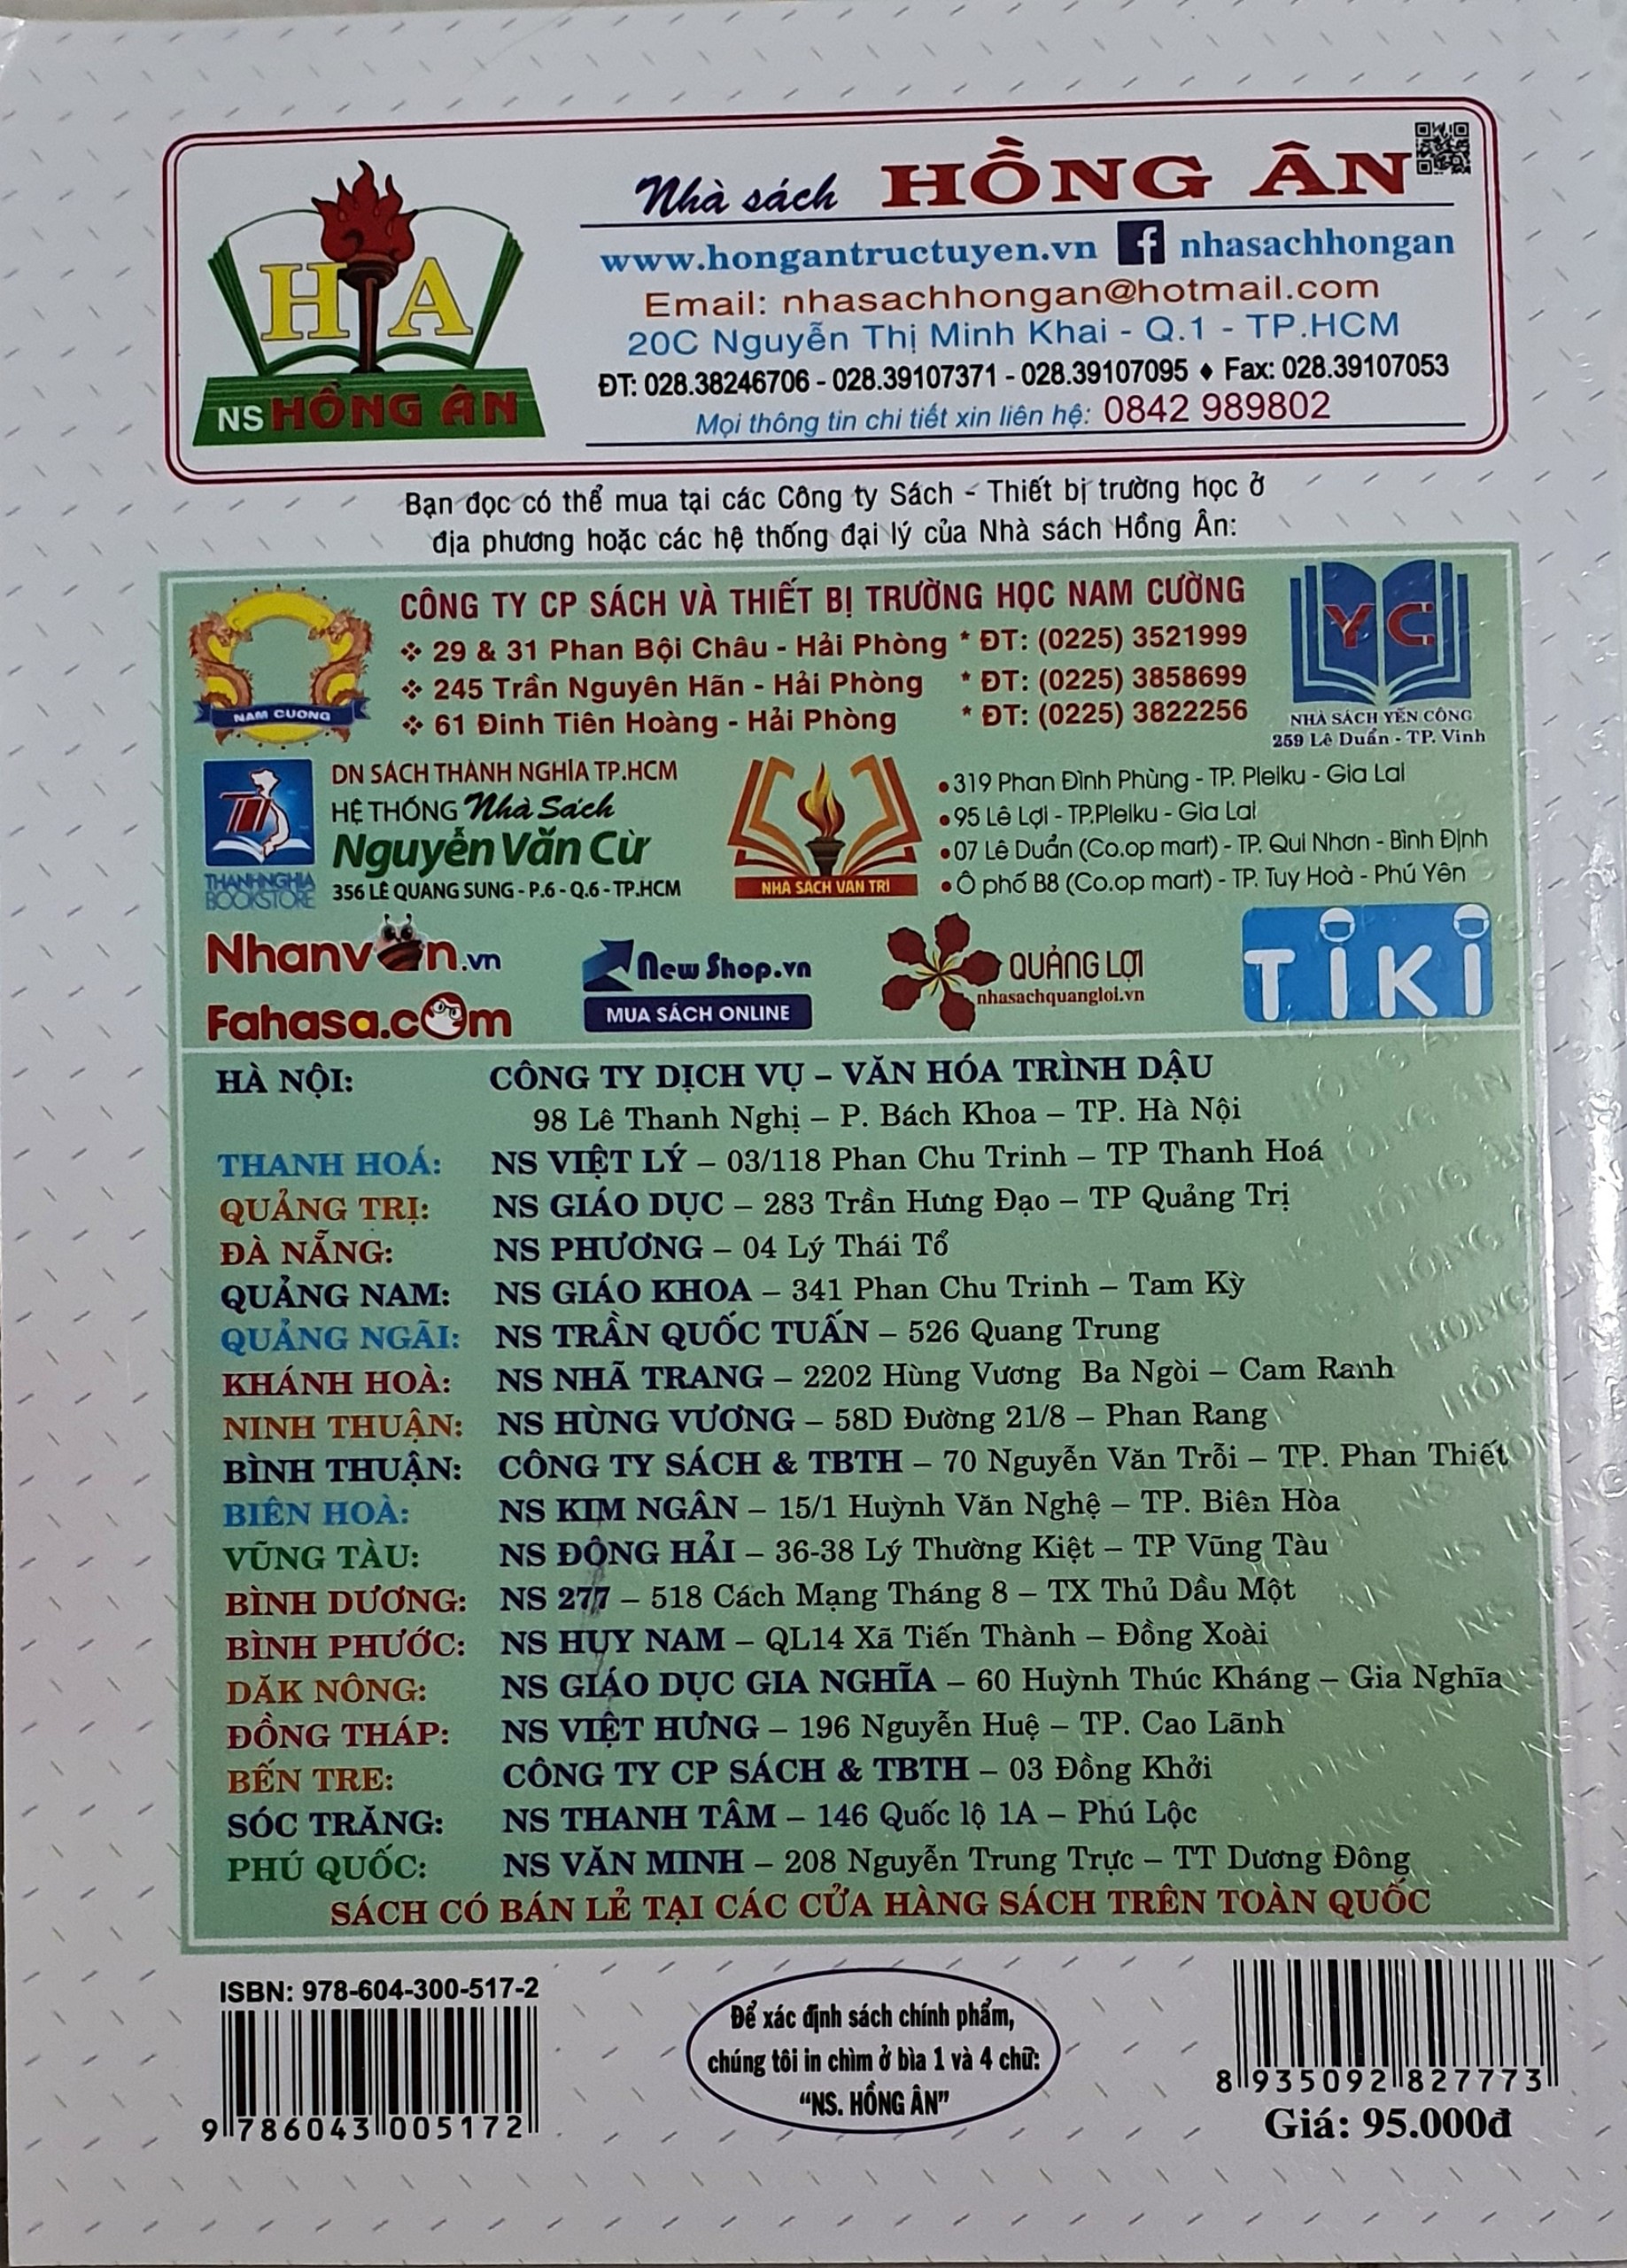 Nhà sách HỒNG ÂN
www.hongantructuyen.vn f nhasachhongan
Email: nhasachhongan@hotmail.com
20C Nguyễn Thị Minh Khai - Q.1 - TP.HCM
ĐT: 028.38246706 - 028.39107371 - 028.39107095 ♦ Fax: 028.39107053
Mọi thông tin chi tiết xin liên hệ: 0842 989802
H A
NS HỒNG ÂN
Bạn đọc có thể mua tại các Công ty Sách - Thiết bị trường học ở
địa phương hoặc các hệ thống đại lý của Nhà sách Hồng Ân:
NAM CUONG
CÔNG TY CP SÁCH VÀ THIẾT BỊ TRƯỜNG HỌC NAM CƯỜNG
❖ 29 & 31 Phan Bội Châu - Hải Phòng * ĐT: (0225) 3521999
❖ 245 Trần Nguyên Hãn - Hải Phòng * ĐT: (0225) 3858699
❖ 61 Đinh Tiên Hoàng - Hải Phòng * ĐT: (0225) 3822256
YC
NHÀ SÁCH YẾN CÔNG
259 Lê Duẩn - TP. Vinh
TN
THANHNGHIA
BOOKSTORE
DN SÁCH THÀNH NGHĨA TP.HCM
HỆ THỐNG Nhà Sách
Nguyễn Văn Cừ
356 LÊ QUANG SUNG - P.6 - Q.6 - TP.HCM
NHÀ SÁCH VĂN TRÍ
• 319 Phan Đình Phùng - TP. Pleiku - Gia Lai
• 95 Lê Lợi - TP.Pleiku - Gia Lai
• 07 Lê Duẩn (Co.op mart) - TP. Qui Nhơn - Bình Định
• Ô phố B8 (Co.op mart) - TP. Tuy Hoà - Phú Yên
Nhanvan.vn
Fahasa.com
New Shop.vn
MUA SÁCH ONLINE
QUẢNG LỢI
nhasachquangloi.vn
TIKI
HÀ NỘI: CÔNG TY DỊCH VỤ – VĂN HÓA TRÌNH DẬU
98 Lê Thanh Nghị – P. Bách Khoa – TP. Hà Nội
THANH HOÁ: NS VIỆT LÝ – 03/118 Phan Chu Trinh – TP Thanh Hoá
QUẢNG TRỊ: NS GIÁO DỤC – 283 Trần Hưng Đạo – TP Quảng Trị
ĐÀ NẴNG: NS PHƯƠNG – 04 Lý Thái Tổ
QUẢNG NAM: NS GIÁO KHOA – 341 Phan Chu Trinh – Tam Kỳ
QUẢNG NGÃI: NS TRẦN QUỐC TUẤN – 526 Quang Trung
KHÁNH HOÀ: NS NHÃ TRANG – 2202 Hùng Vương Ba Ngòi – Cam Ranh
NINH THUẬN: NS HÙNG VƯƠNG – 58D Đường 21/8 – Phan Rang
BÌNH THUẬN: CÔNG TY SÁCH & TBTH – 70 Nguyễn Văn Trỗi – TP. Phan Thiết
BIÊN HOÀ: NS KIM NGÂN – 15/1 Huỳnh Văn Nghệ – TP. Biên Hòa
VŨNG TÀU: NS ĐÔNG HẢI – 36-38 Lý Thường Kiệt – TP Vũng Tàu
BÌNH DƯƠNG: NS 277 – 518 Cách Mạng Tháng 8 – TX Thủ Dầu Một
BÌNH PHƯỚC: NS HUY NAM – QL14 Xã Tiến Thành – Đồng Xoài
DĂK NÔNG: NS GIÁO DỤC GIA NGHĨA – 60 Huỳnh Thúc Kháng – Gia Nghĩa
ĐỒNG THÁP: NS VIỆT HƯNG – 196 Nguyễn Huệ – TP. Cao Lãnh
BẾN TRE: CÔNG TY CP SÁCH & TBTH – 03 Đồng Khởi
SÓC TRĂNG: NS THANH TÂM – 146 Quốc lộ 1A – Phú Lộc
PHÚ QUỐC: NS VĂN MINH – 208 Nguyễn Trung Trực – TT Dương Đông
SÁCH CÓ BÁN LẺ TẠI CÁC CỬA HÀNG SÁCH TRÊN TOÀN QUỐC
ISBN: 978-604-300-517-2
9 786043 005172
Để xác định sách chính phẩm,
chúng tôi in chìm ở bìa 1 và 4 chữ:
“NS. HỒNG ÂN”
8 935092 827773
Giá: 95.000đ